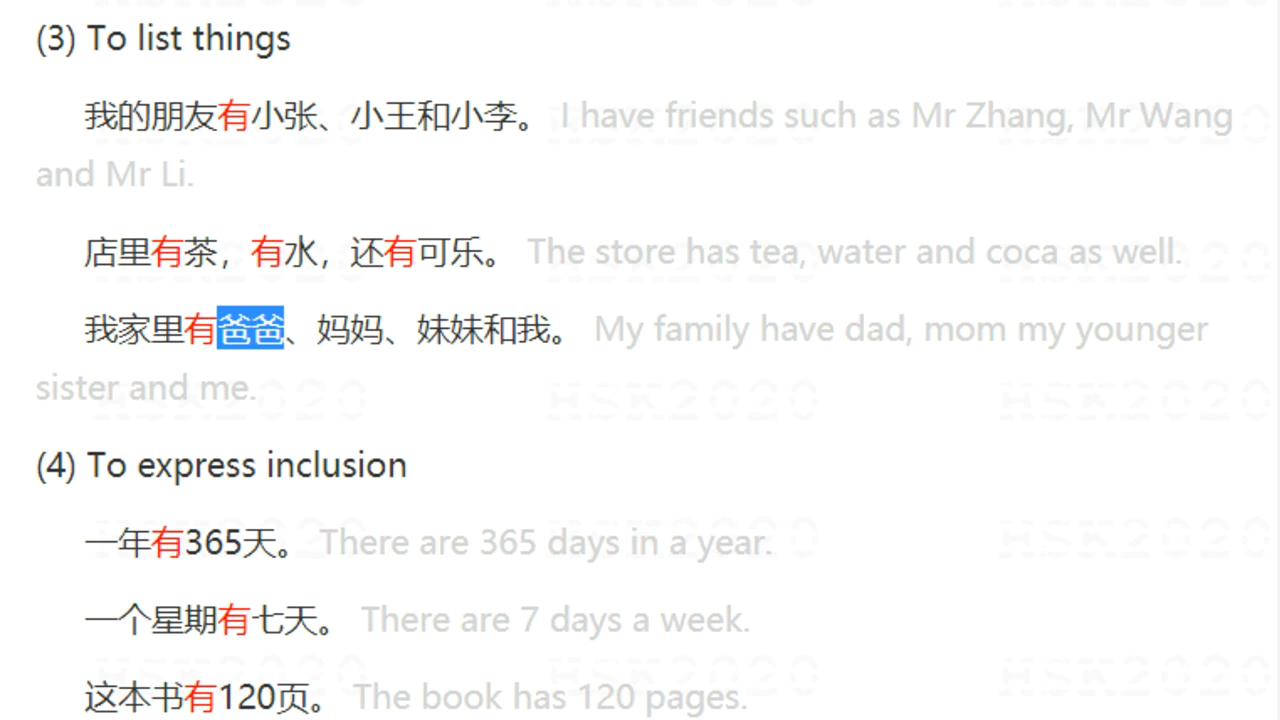 (3) To list things
我的朋友有小张、小王和小李。 I have friends such as Mr Zhang, Mr Wang
and Mr Li.
店里有茶，有水，还有可乐。 The store has tea, water and coca as well.
我家里有爸爸、妈妈、妹妹和我。 My family have dad, mom my younger
sister and me.
HSK2020 HSK2020 HSK2020
(4) To express inclusion
一年有365天。 There are 365 days in a year.
一个星期有七天。 There are 7 days a week.
这本书有120页。 The book has 120 pages.